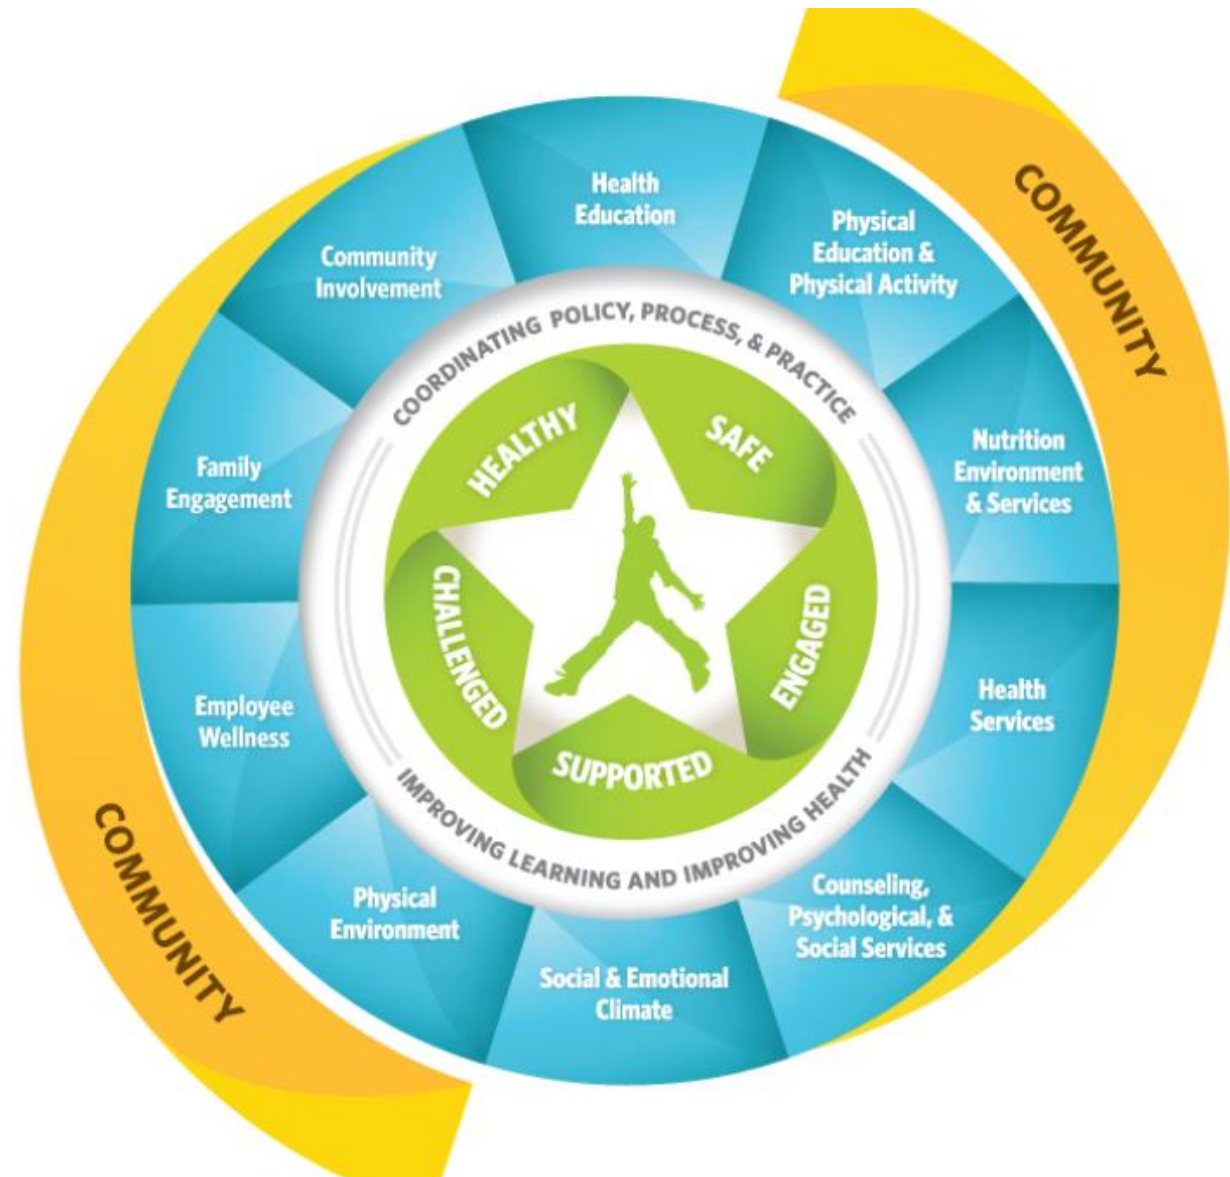 COMMUNITY
Health
Education
Physical
Education &
Physical Activity
Nutrition
Environment
& Services
Health
Services
Counseling,
Psychological, &
Social Services
Social & Emotional
Climate
Physical
Environment
Employee
Wellness
Family
Engagement
Community
Involvement
COORDINATING POLICY, PROCESS, & PRACTICE
IMPROVING LEARNING AND IMPROVING HEALTH
HEALTHY
SAFE
ENGAGED
SUPPORTED
CHALLENGED
COMMUNITY